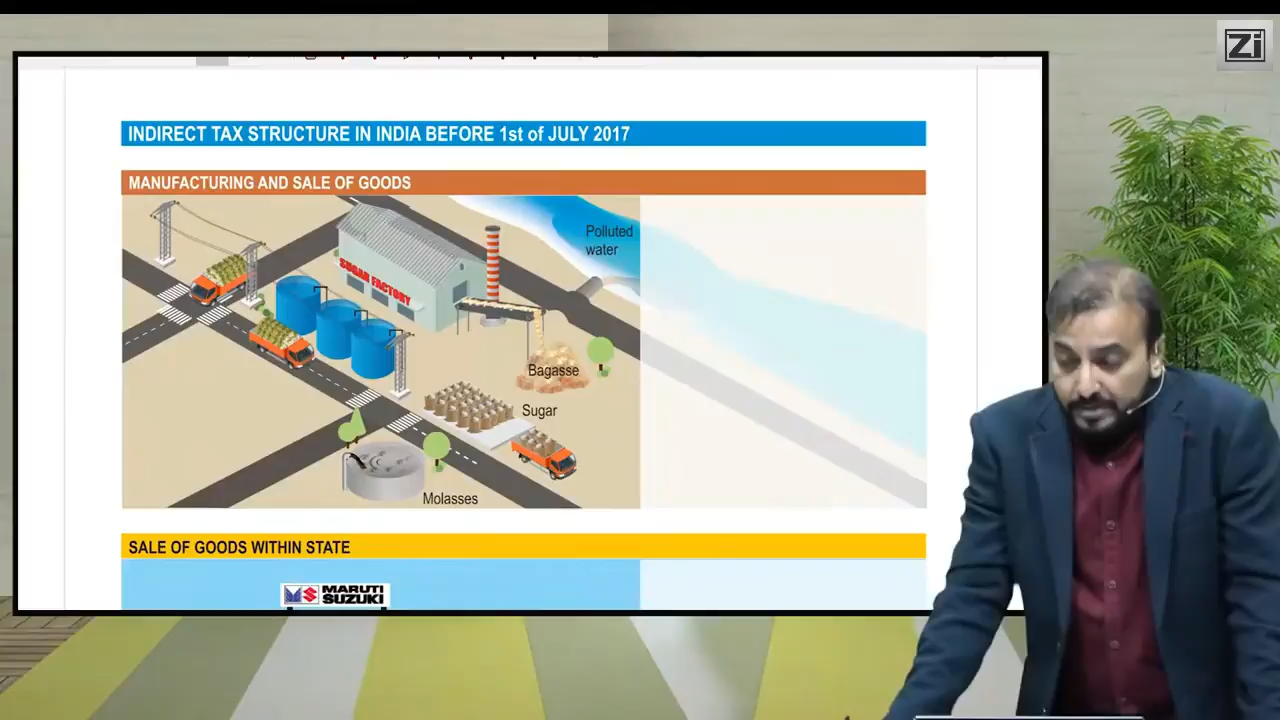 Zi
INDIRECT TAX STRUCTURE IN INDIA BEFORE 1st of JULY 2017
MANUFACTURING AND SALE OF GOODS
Polluted
water
SUGAR FACTORY
Bagasse
Sugar
Molasses
SALE OF GOODS WITHIN STATE
MARUTI
SUZUKI